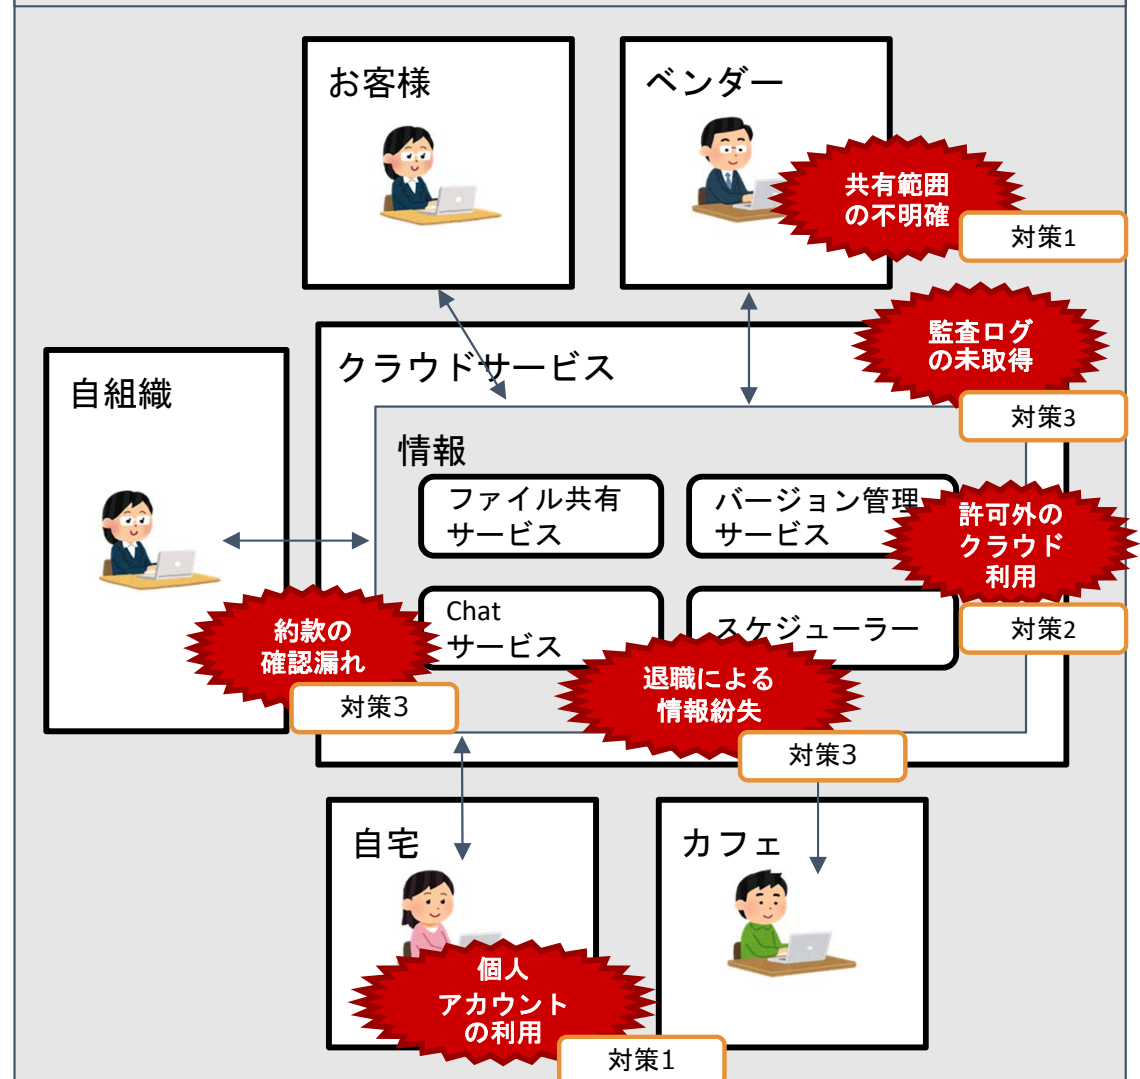 お客様
ベンダー
共有範囲
の不明確
対策1
監査ログ
の未取得
対策3
クラウドサービス
自組織
情報
ファイル共有
サービス
バージョン管理
サービス
許可外の
クラウド
利用
対策2
Chat
サービス
スケジューラー
約款の
確認漏れ
対策3
退職による
情報紛失
対策3
自宅
カフェ
個人
アカウント
の利用
対策1